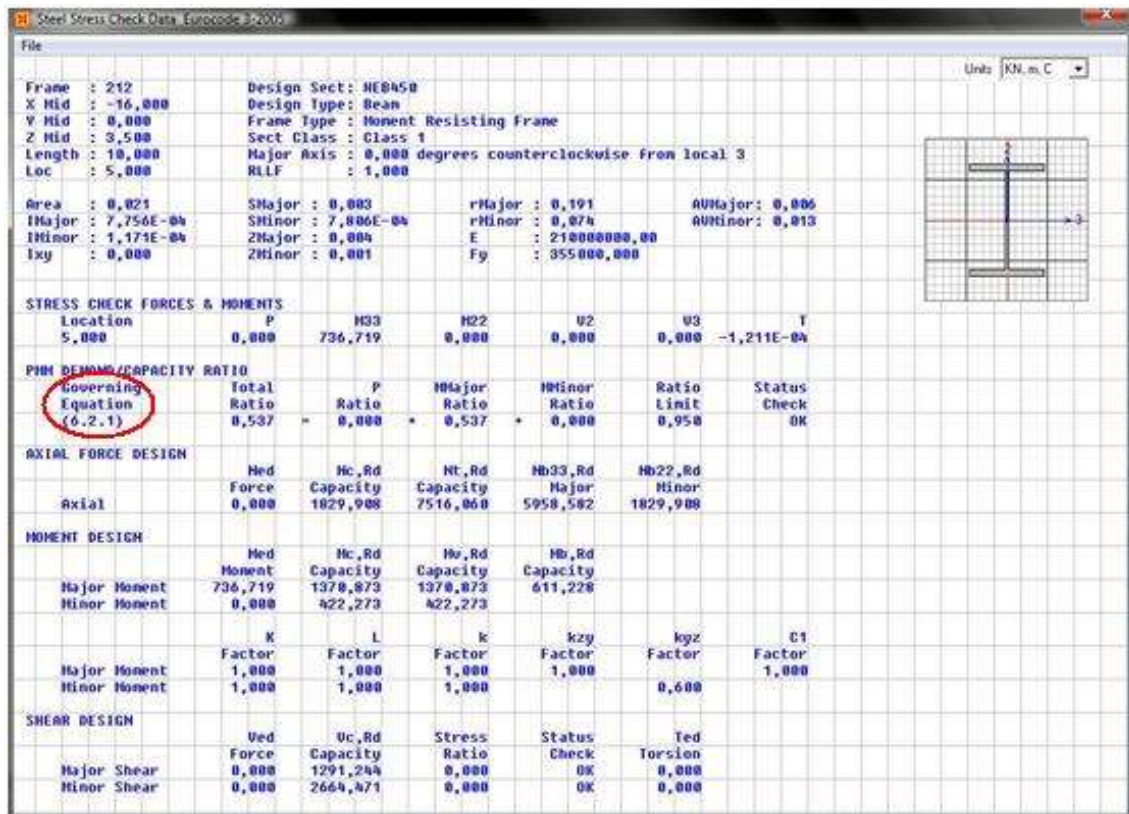 Steel Stress Check Data Eurocode 3-2005
File
Units KN, m, C
Frame : 212 Design Sect: HEB450
X Mid : -16,000 Design Type: Beam
Y Mid : 0,000 Frame Type : Moment Resisting Frame
Z Mid : 3,500 Sect Class : Class 1
Length : 10,000 Major Axis : 0,000 degrees counterclockwise from local 3
Loc : 5,000 RLLF : 1,000
Area : 0,021 SMajor : 0,003 rMajor : 0,191 AVMajor: 0,006
IMajor : 7,756E-04 SMinor : 7,806E-04 rMinor : 0,074 AVMinor: 0,013
IMinor : 1,171E-04 ZMajor : 0,004 E : 210000000,00
Ixy : 0,000 ZMinor : 0,001 Fy : 355000,000
2
3
STRESS CHECK FORCES & MOMENTS
Location P M33 M22 V2 V3 T
5,000 0,000 736,719 0,000 0,000 0,000 -1,211E-04
PMM DEMAND/CAPACITY RATIO
Governing Total P MMajor MMinor Ratio Status
Equation Ratio Ratio Ratio Ratio Limit Check
(6.2.1) 0,537 = 0,000 + 0,537 + 0,000 0,950 OK
AXIAL FORCE DESIGN
Ned Nc,Rd Nt,Rd Nb33,Rd Nb22,Rd
Force Capacity Capacity Major Minor
Axial 0,000 1829,908 7516,060 5958,582 1829,908
MOMENT DESIGN
Med Mc,Rd Mv,Rd Mb,Rd
Moment Capacity Capacity Capacity
Major Moment 736,719 1370,873 1370,873 611,228
Minor Moment 0,000 422,273 422,273
K L k kzy kyz C1
Factor Factor Factor Factor Factor Factor
Major Moment 1,000 1,000 1,000 1,000 1,000
Minor Moment 1,000 1,000 1,000 0,600
SHEAR DESIGN
Ved Vc,Rd Stress Status Ted
Force Capacity Ratio Check Torsion
Major Shear 0,000 1291,244 0,000 OK 0,000
Minor Shear 0,000 2664,471 0,000 OK 0,000